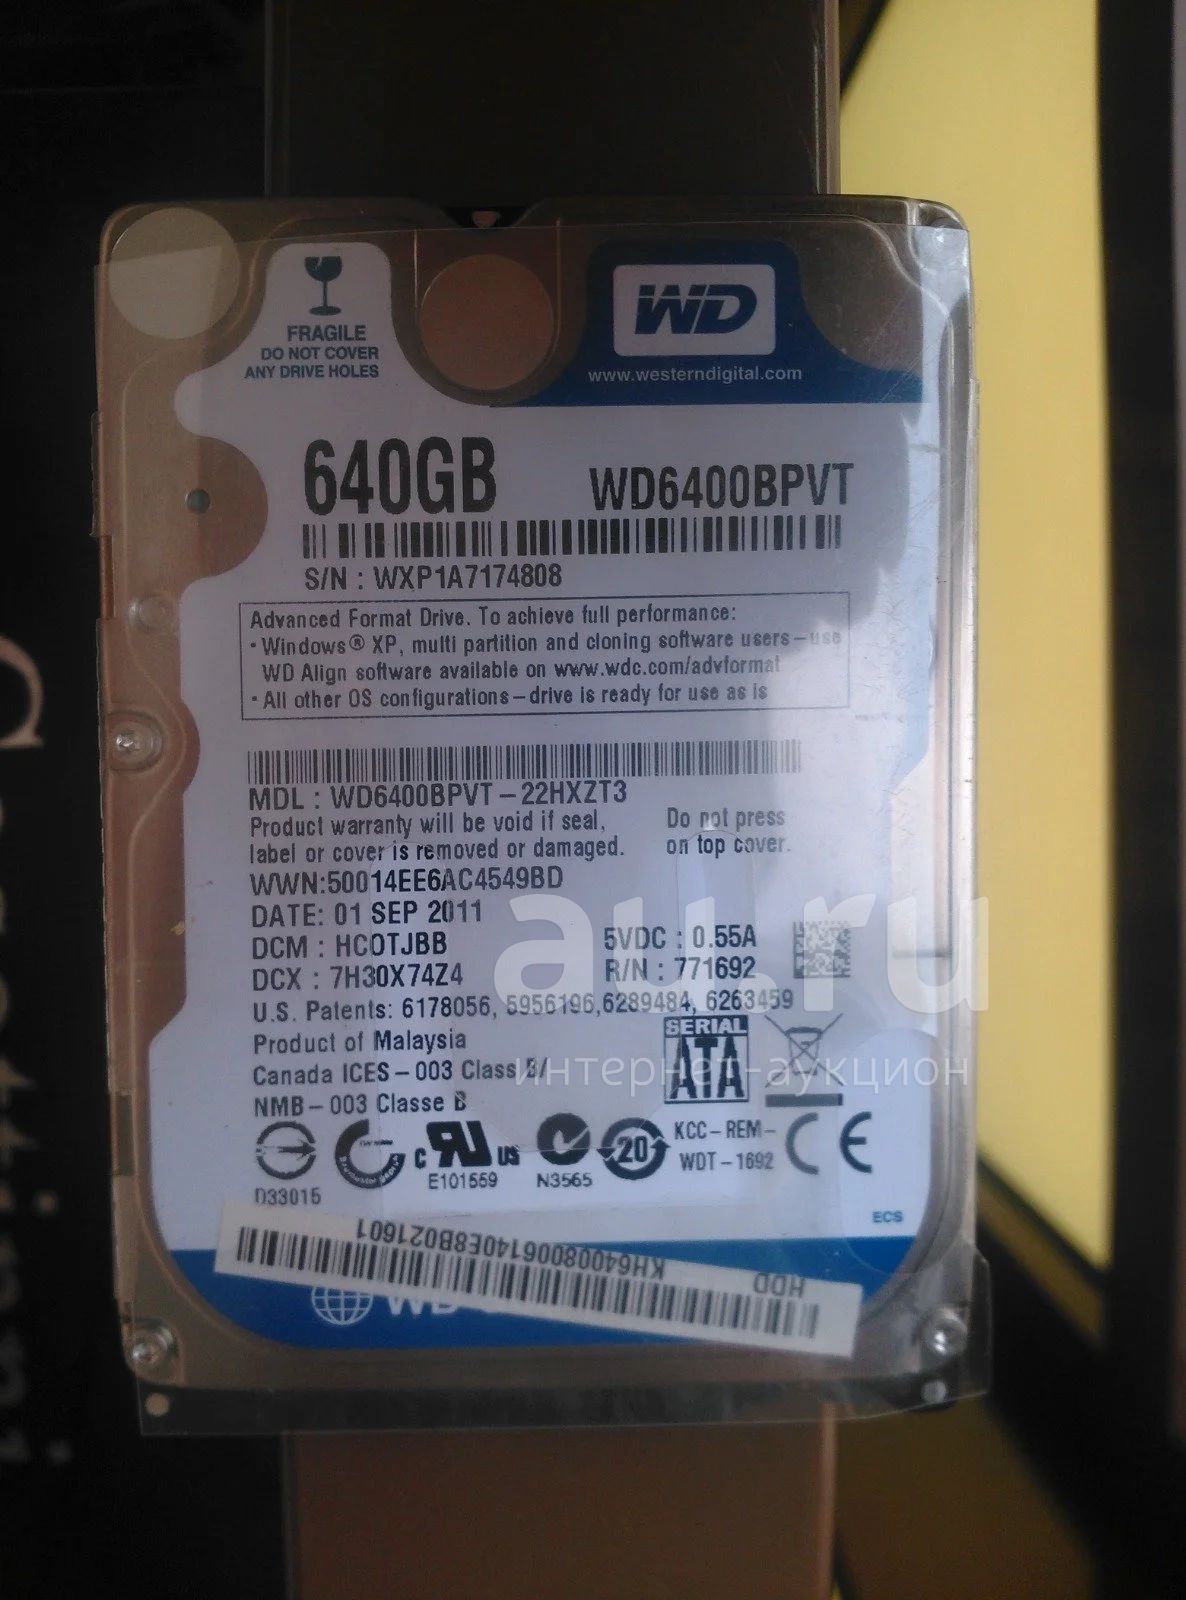 FRAGILE
DO NOT COVER
ANY DRIVE HOLES
WD
www.westerndigital.com
640GB
WD6400BPVT
S/N : WXP1A7174808
Advanced Format Drive. To achieve full performance:
• Windows® XP, multi partition and cloning software users – use
WD Align software available on www.wdc.com/advformat
• All other OS configurations – drive is ready for use as is
MDL : WD6400BPVT – 22HXZT3
Product warranty will be void if seal,
label or cover is removed or damaged.
Do not press
on top cover.
WWN:50014EE6AC4549BD
DATE: 01 SEP 2011
DCM : HCOTJBB
DCX : 7H30X74Z4
5VDC : 0.55A
R/N : 771692
U.S. Patents: 6178056, 5956196,6289484, 6263459
Product of Malaysia
Canada ICES – 003 Class B/
NMB – 003 Classe B
SERIAL
ATA
au.ru
интернет-аукцион
D33015
c UR US
E101559
N3565
20
KCC – REM –
WDT – 1692
CE
ECS
HDD
KH64008006140E8B021601
WD